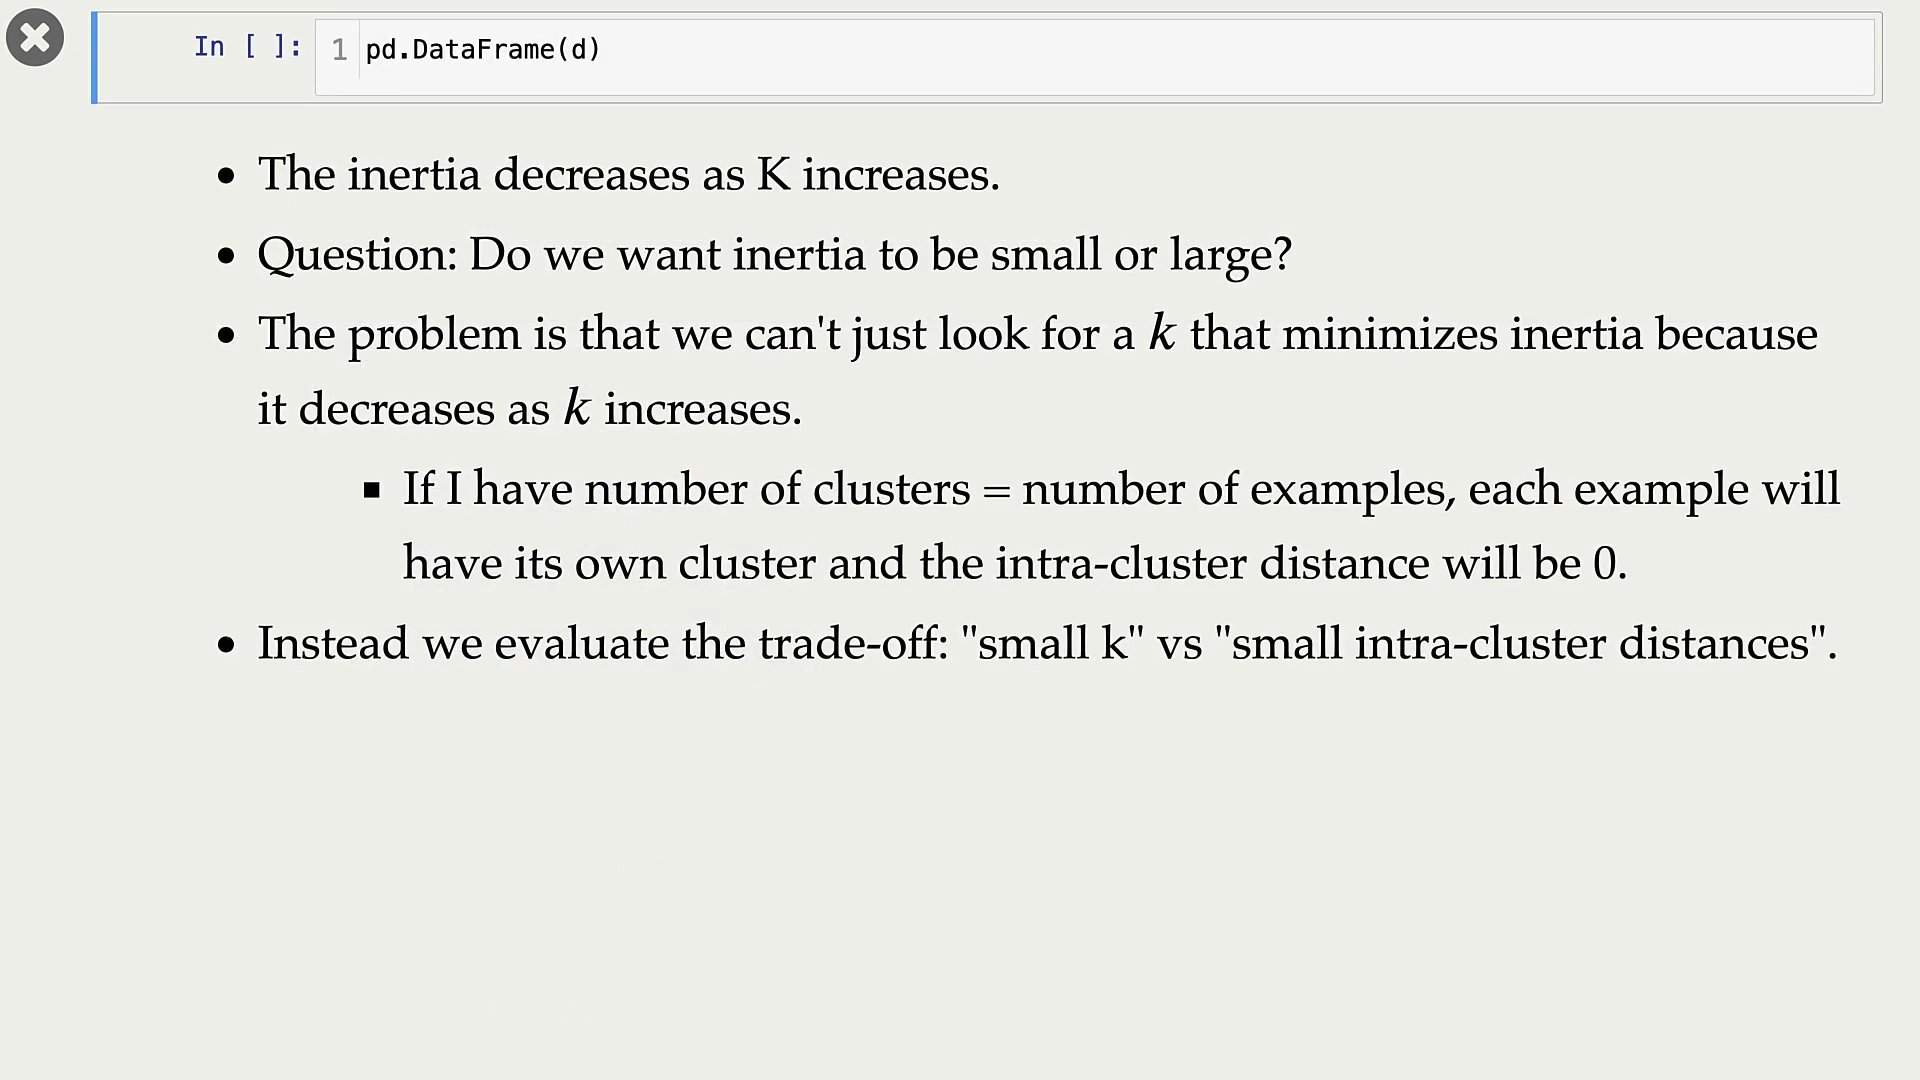 In [ ]: 1 pd.DataFrame(d)
• The inertia decreases as K increases.
• Question: Do we want inertia to be small or large?
• The problem is that we can't just look for a k that minimizes inertia because
it decreases as k increases.
▪ If I have number of clusters = number of examples, each example will
have its own cluster and the intra-cluster distance will be 0.
• Instead we evaluate the trade-off: "small k" vs "small intra-cluster distances".